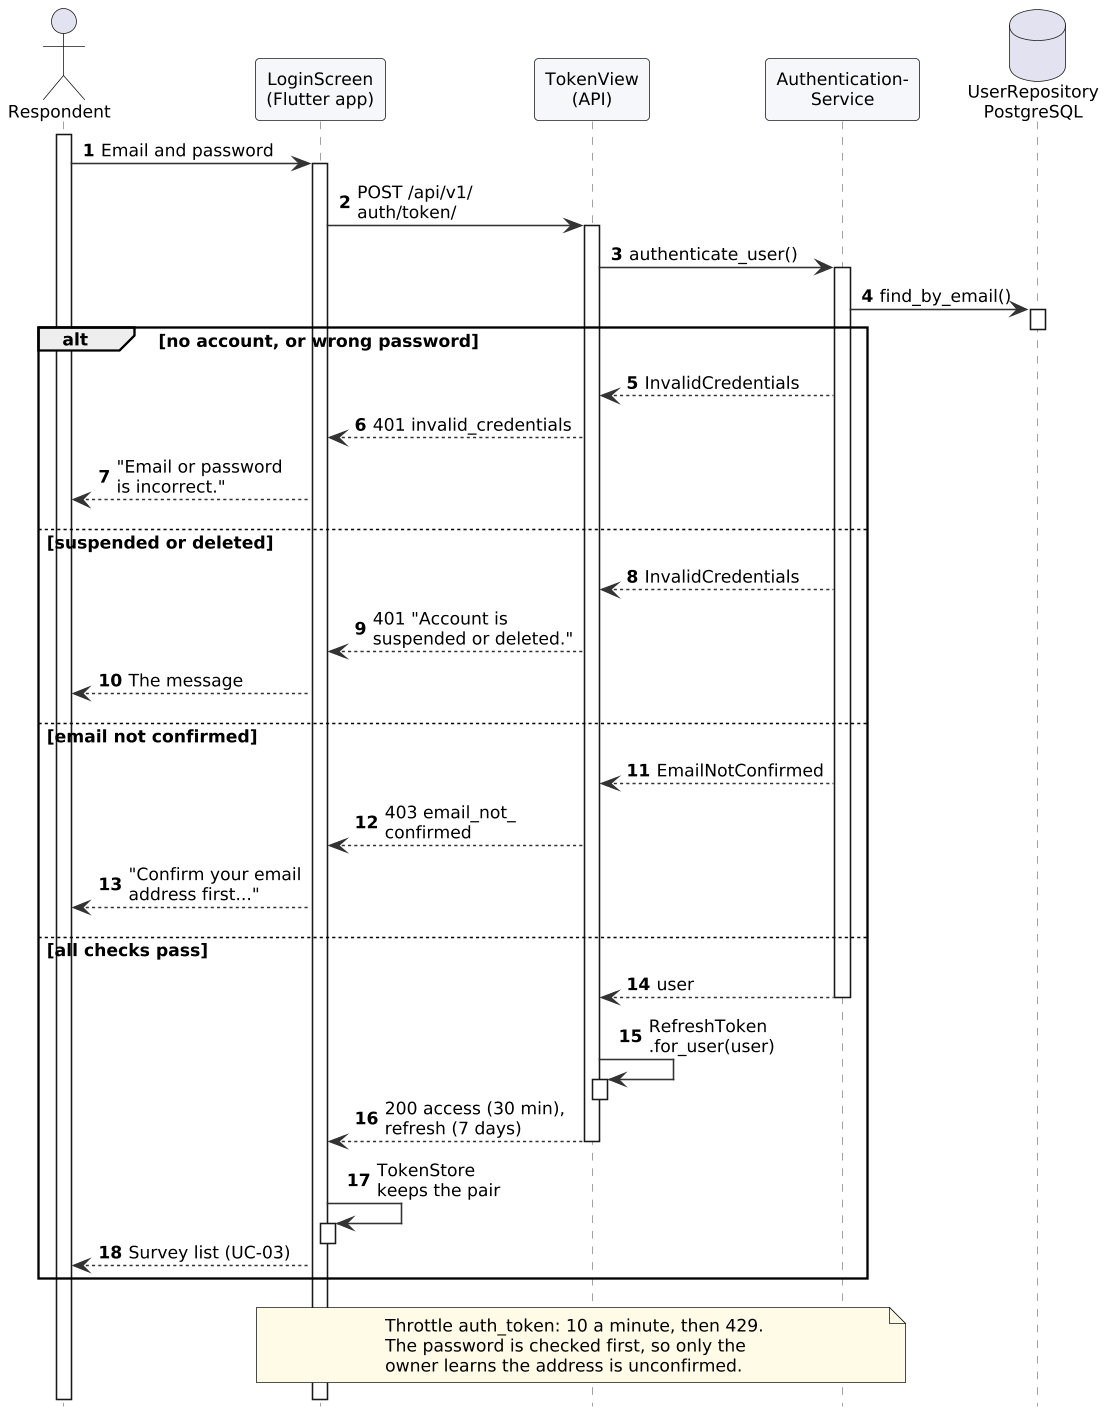 Respondent
LoginScreen
(Flutter app)
TokenView
(API)
Authentication-
Service
UserRepository
PostgreSQL
1 Email and password
2 POST /api/v1/
auth/token/
3 authenticate_user()
4 find_by_email()
alt [no account, or wrong password]
5 InvalidCredentials
6 401 invalid_credentials
7 "Email or password
is incorrect."
[suspended or deleted]
8 InvalidCredentials
9 401 "Account is
suspended or deleted."
10 The message
[email not confirmed]
11 EmailNotConfirmed
12 403 email_not_
confirmed
13 "Confirm your email
address first..."
[all checks pass]
14 user
15 RefreshToken
.for_user(user)
16 200 access (30 min),
refresh (7 days)
17 TokenStore
keeps the pair
18 Survey list (UC-03)
Throttle auth_token: 10 a minute, then 429.
The password is checked first, so only the
owner learns the address is unconfirmed.